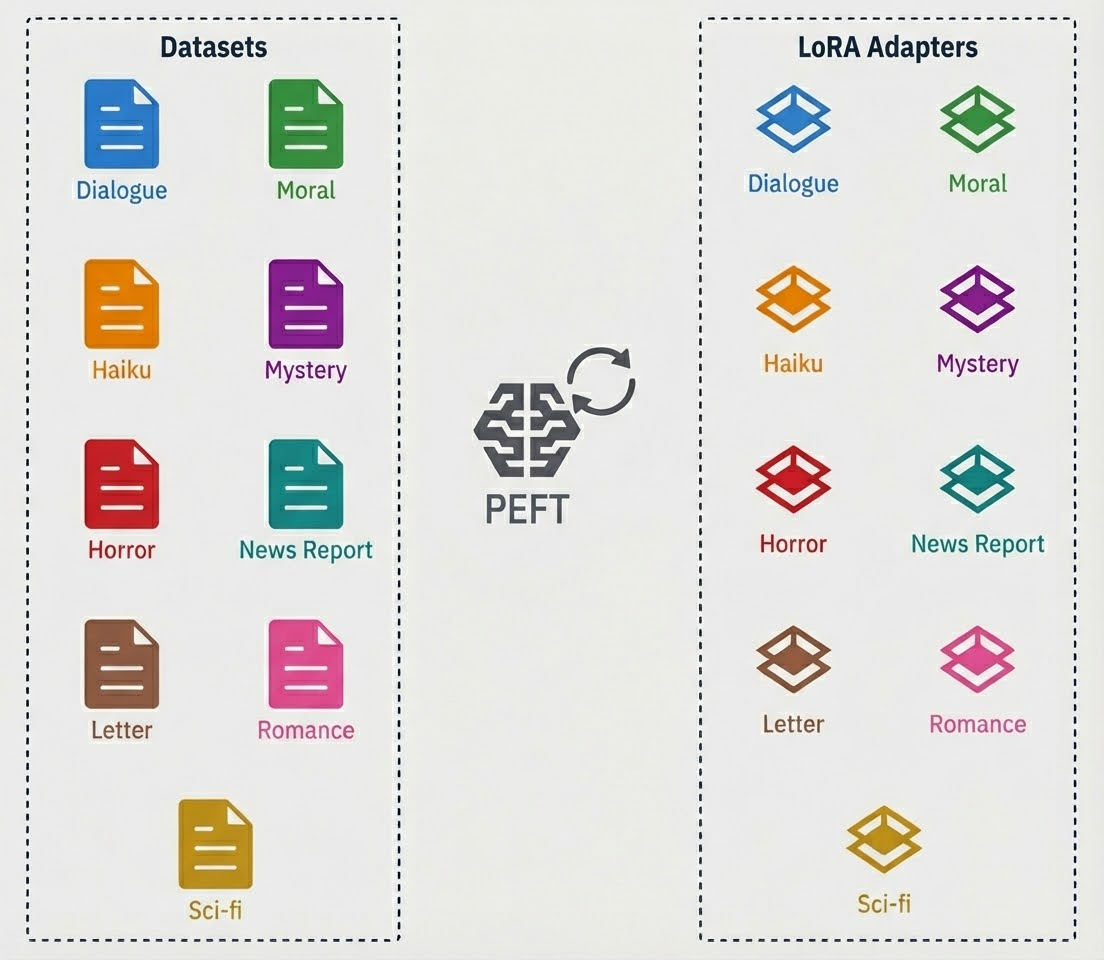 Datasets
Dialogue
Moral
Haiku
Mystery
Horror
News Report
Letter
Romance
Sci-fi
PEFT
LoRA Adapters
Dialogue
Moral
Haiku
Mystery
Horror
News Report
Letter
Romance
Sci-fi